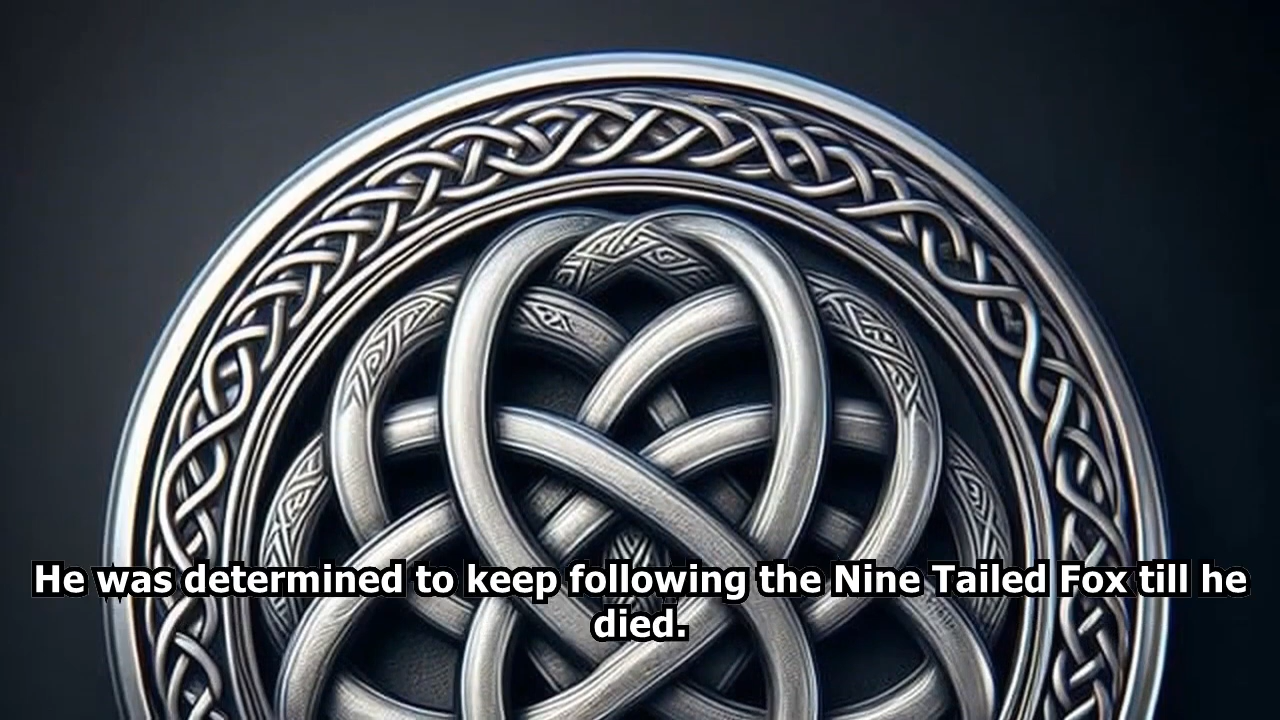 He was determined to keep following the Nine Tailed Fox till he
died.